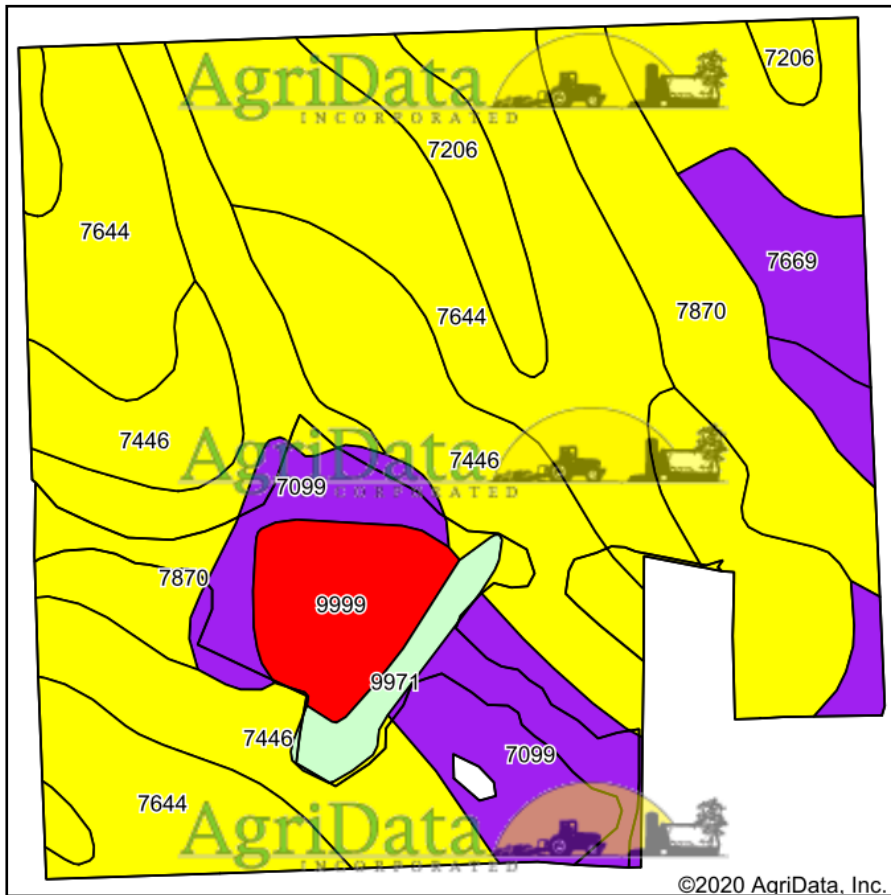 7206
AgriData
INCORPORATED
7206
7644
7669
7644
7870
7446
AgriData
7446
INCORPORATED
7099
7870
9999
9971
7446
7099
7644
AgriData
INCORPORATED
©2020 AgriData, Inc.